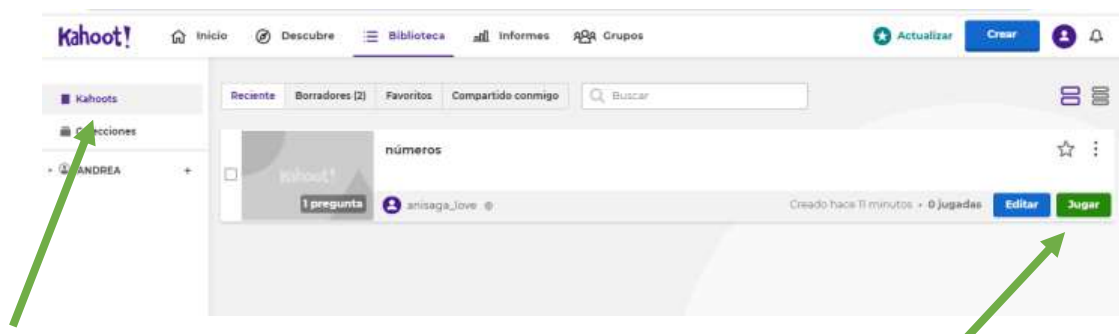 Kahoot! Inicio Descubre Biblioteca Informes Grupos Actualizar Crear
Kahoots
Colecciones
ANDREA +
Reciente Borradores (2) Favoritos Compartido conmigo Buscar
números
Kahoot!
1 pregunta
anisaga_love
Creado hace 11 minutos • 0 jugadas Editar Jugar